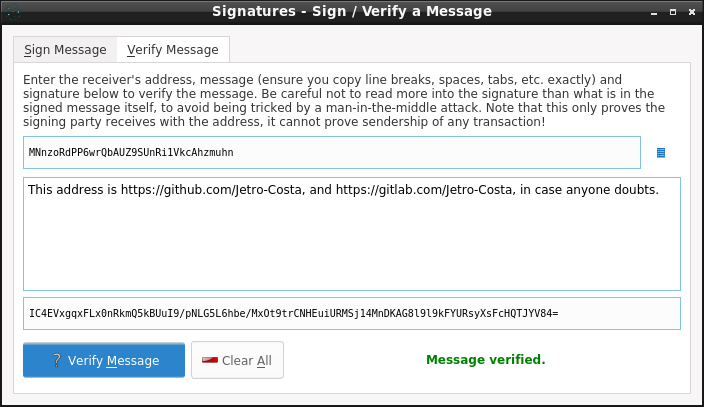 Signatures - Sign / Verify a Message
Sign Message
Verify Message
Enter the receiver's address, message (ensure you copy line breaks, spaces, tabs, etc. exactly) and
signature below to verify the message. Be careful not to read more into the signature than what is in the
signed message itself, to avoid being tricked by a man-in-the-middle attack. Note that this only proves the
signing party receives with the address, it cannot prove sendership of any transaction!
MNnzoRdPP6wrQbAUZ9SUnRi1VkcAhzmuhn
This address is https://github.com/Jetro-Costa, and https://gitlab.com/Jetro-Costa, in case anyone doubts.
IC4EVxgqxFLx0nRkmQ5kBUuI9/pNLG5L6hbe/MxOt9trCNHEuiURMSj14MnDKAG8l9l9kFYURsyXsFcHQTJYV84=
? Verify Message
Clear All
Message verified.